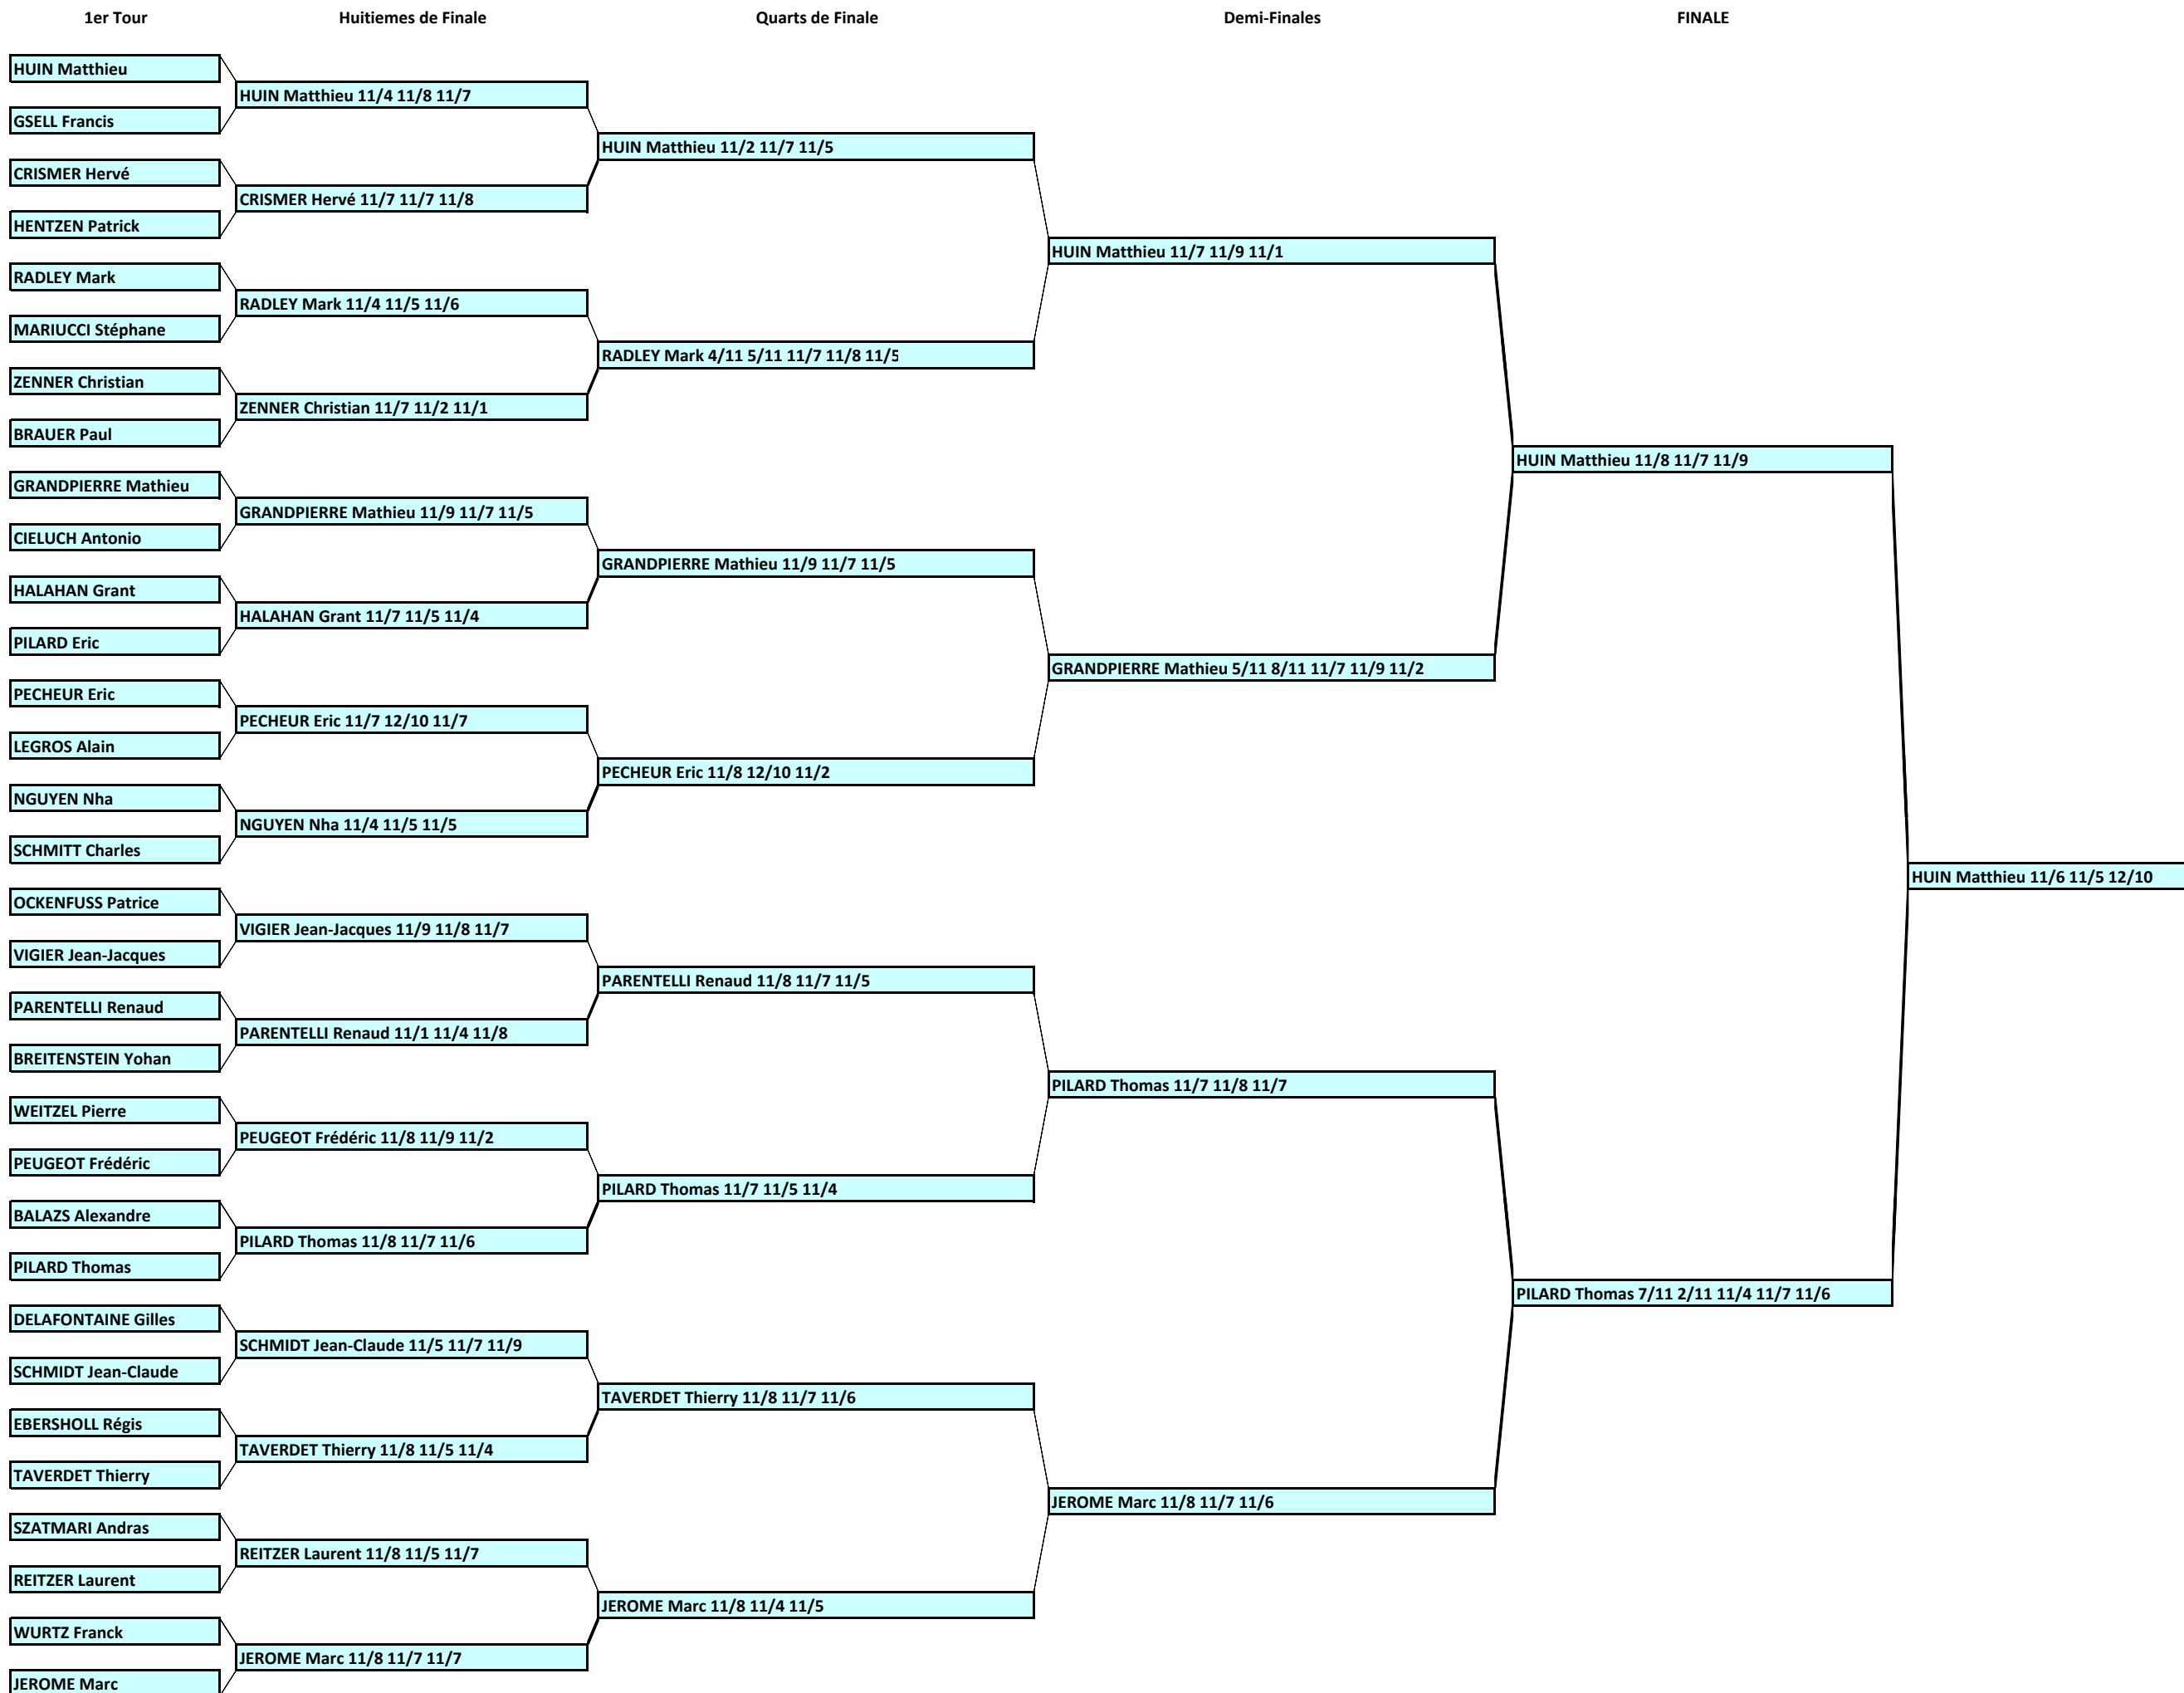 1er Tour
Huitiemes de Finale
Quarts de Finale
Demi-Finales
FINALE
HUIN Matthieu
GSELL Francis
CRISMER Hervé
HENTZEN Patrick
RADLEY Mark
MARIUCCI Stéphane
ZENNER Christian
BRAUER Paul
GRANDPIERRE Mathieu
CIELUCH Antonio
HALAHAN Grant
PILARD Eric
PECHEUR Eric
LEGROS Alain
NGUYEN Nha
SCHMITT Charles
OCKENFUSS Patrice
VIGIER Jean-Jacques
PARENTELLI Renaud
BREITENSTEIN Yohan
WEITZEL Pierre
PEUGEOT Frédéric
BALAZS Alexandre
PILARD Thomas
DELAFONTAINE Gilles
SCHMIDT Jean-Claude
EBERSHOLL Régis
TAVERDET Thierry
SZATMARI Andras
REITZER Laurent
WURTZ Franck
JEROME Marc
HUIN Matthieu 11/4 11/8 11/7
CRISMER Hervé 11/7 11/7 11/8
RADLEY Mark 11/4 11/5 11/6
ZENNER Christian 11/7 11/2 11/1
GRANDPIERRE Mathieu 11/9 11/7 11/5
HALAHAN Grant 11/7 11/5 11/4
PECHEUR Eric 11/7 12/10 11/7
NGUYEN Nha 11/4 11/5 11/5
VIGIER Jean-Jacques 11/9 11/8 11/7
PARENTELLI Renaud 11/1 11/4 11/8
PEUGEOT Frédéric 11/8 11/9 11/2
PILARD Thomas 11/8 11/7 11/6
SCHMIDT Jean-Claude 11/5 11/7 11/9
TAVERDET Thierry 11/8 11/5 11/4
REITZER Laurent 11/8 11/5 11/7
JEROME Marc 11/8 11/7 11/7
HUIN Matthieu 11/2 11/7 11/5
RADLEY Mark 4/11 5/11 11/7 11/8 11/5
GRANDPIERRE Mathieu 11/9 11/7 11/5
PECHEUR Eric 11/8 12/10 11/2
PARENTELLI Renaud 11/8 11/7 11/5
PILARD Thomas 11/7 11/5 11/4
TAVERDET Thierry 11/8 11/7 11/6
JEROME Marc 11/8 11/4 11/5
HUIN Matthieu 11/7 11/9 11/1
GRANDPIERRE Mathieu 5/11 8/11 11/7 11/9 11/2
PILARD Thomas 11/7 11/8 11/7
JEROME Marc 11/8 11/7 11/6
HUIN Matthieu 11/8 11/7 11/9
PILARD Thomas 7/11 2/11 11/4 11/7 11/6
HUIN Matthieu 11/6 11/5 12/10